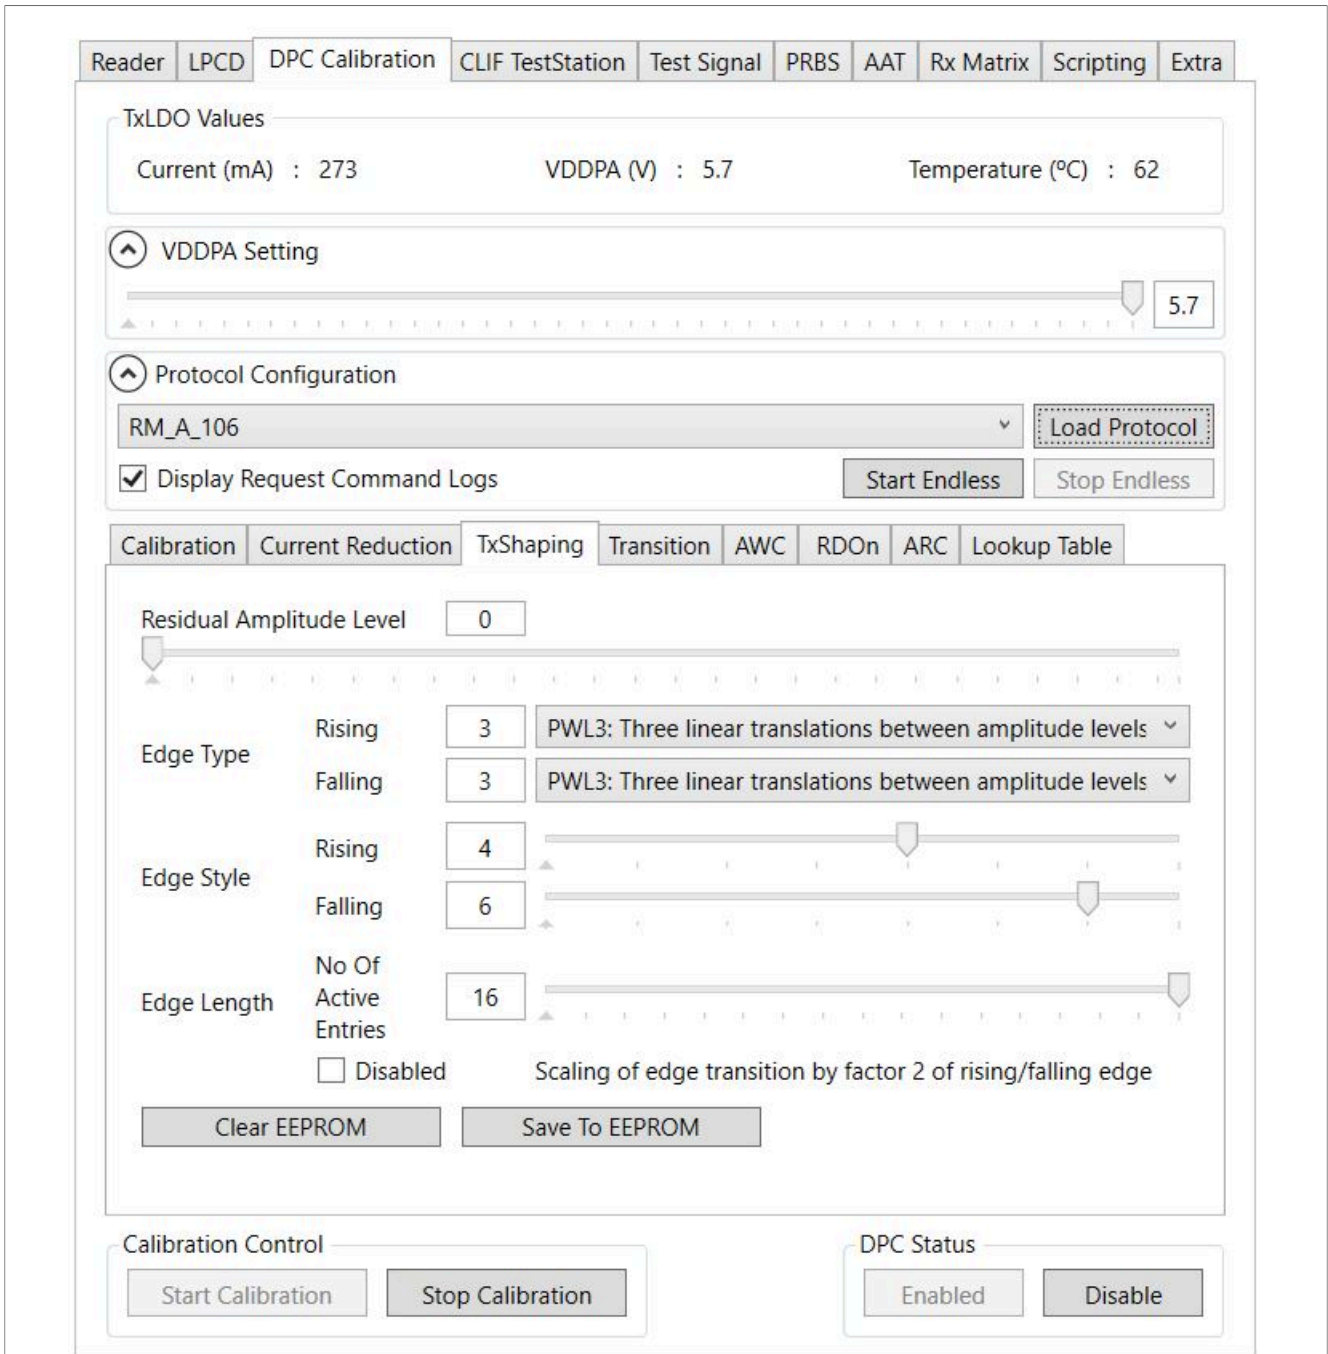 Reader LPCD DPC Calibration CLIF TestStation Test Signal PRBS AAT Rx Matrix Scripting Extra
TxLDO Values
Current (mA) : 273 VDDPA (V) : 5.7 Temperature (ºC) : 62
VDDPA Setting
5.7
Protocol Configuration
RM_A_106 Load Protocol
Display Request Command Logs Start Endless Stop Endless
Calibration Current Reduction TxShaping Transition AWC RDOn ARC Lookup Table
Residual Amplitude Level 0
Edge Type
Rising 3 PWL3: Three linear translations between amplitude levels
Falling 3 PWL3: Three linear translations between amplitude levels
Edge Style
Rising 4
Falling 6
Edge Length
No Of
Active
Entries
16
Disabled Scaling of edge transition by factor 2 of rising/falling edge
Clear EEPROM Save To EEPROM
Calibration Control DPC Status
Start Calibration Stop Calibration Enabled Disable